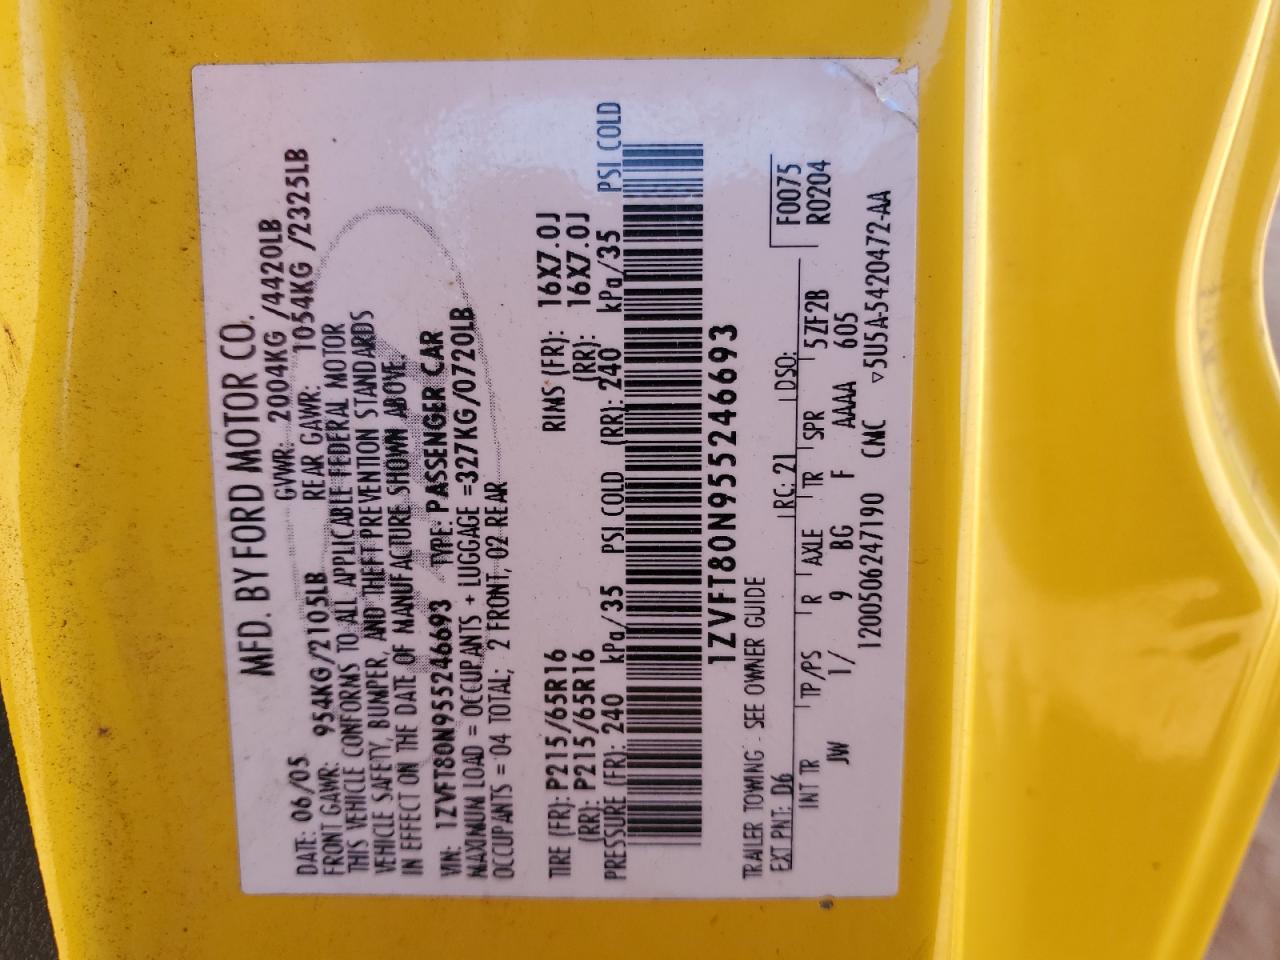 MFD. BY FORD MOTOR CO.
DATE: 06/05 GVWR: 2004KG /4420LB
FRONT GAWR: 954KG/2105LB REAR GAWR: 1054KG /2325LB
THIS VEHICLE CONFORMS TO ALL APPLICABLE FEDERAL MOTOR
VEHICLE SAFETY, BUMPER, AND THEFT PREVENTION STANDARDS
IN EFFECT ON THE DATE OF MANUFACTURE SHOWN ABOVE.
VIN: 1ZVFT80N955246693 TYPE: PASSENGER CAR
MAXIMUM LOAD = OCCUPANTS + LUGGAGE =327KG/0720LB
OCCUPANTS = 04 TOTAL; 2 FRONT, 02 REAR
TIRE (FR): P215/65R16 RIMS (FR): 16X7.0J
(RR): P215/65R16 (RR): 16X7.0J
PRESSURE (FR): 240 kPa/35 PSI COLD (RR): 240 kPa/35 PSI COLD
1ZVFT80N955246693
TRAILER TOWING - SEE OWNER GUIDE
EXT PNT: D6 RC: 21 DSO: F0075
INT TR TP/PS R AXLE TR SPR 5ZF2B R0204
JW 1/ 9 BG F AAAA 605
1200506247190 CMC ▽5U5A-5420472-AA